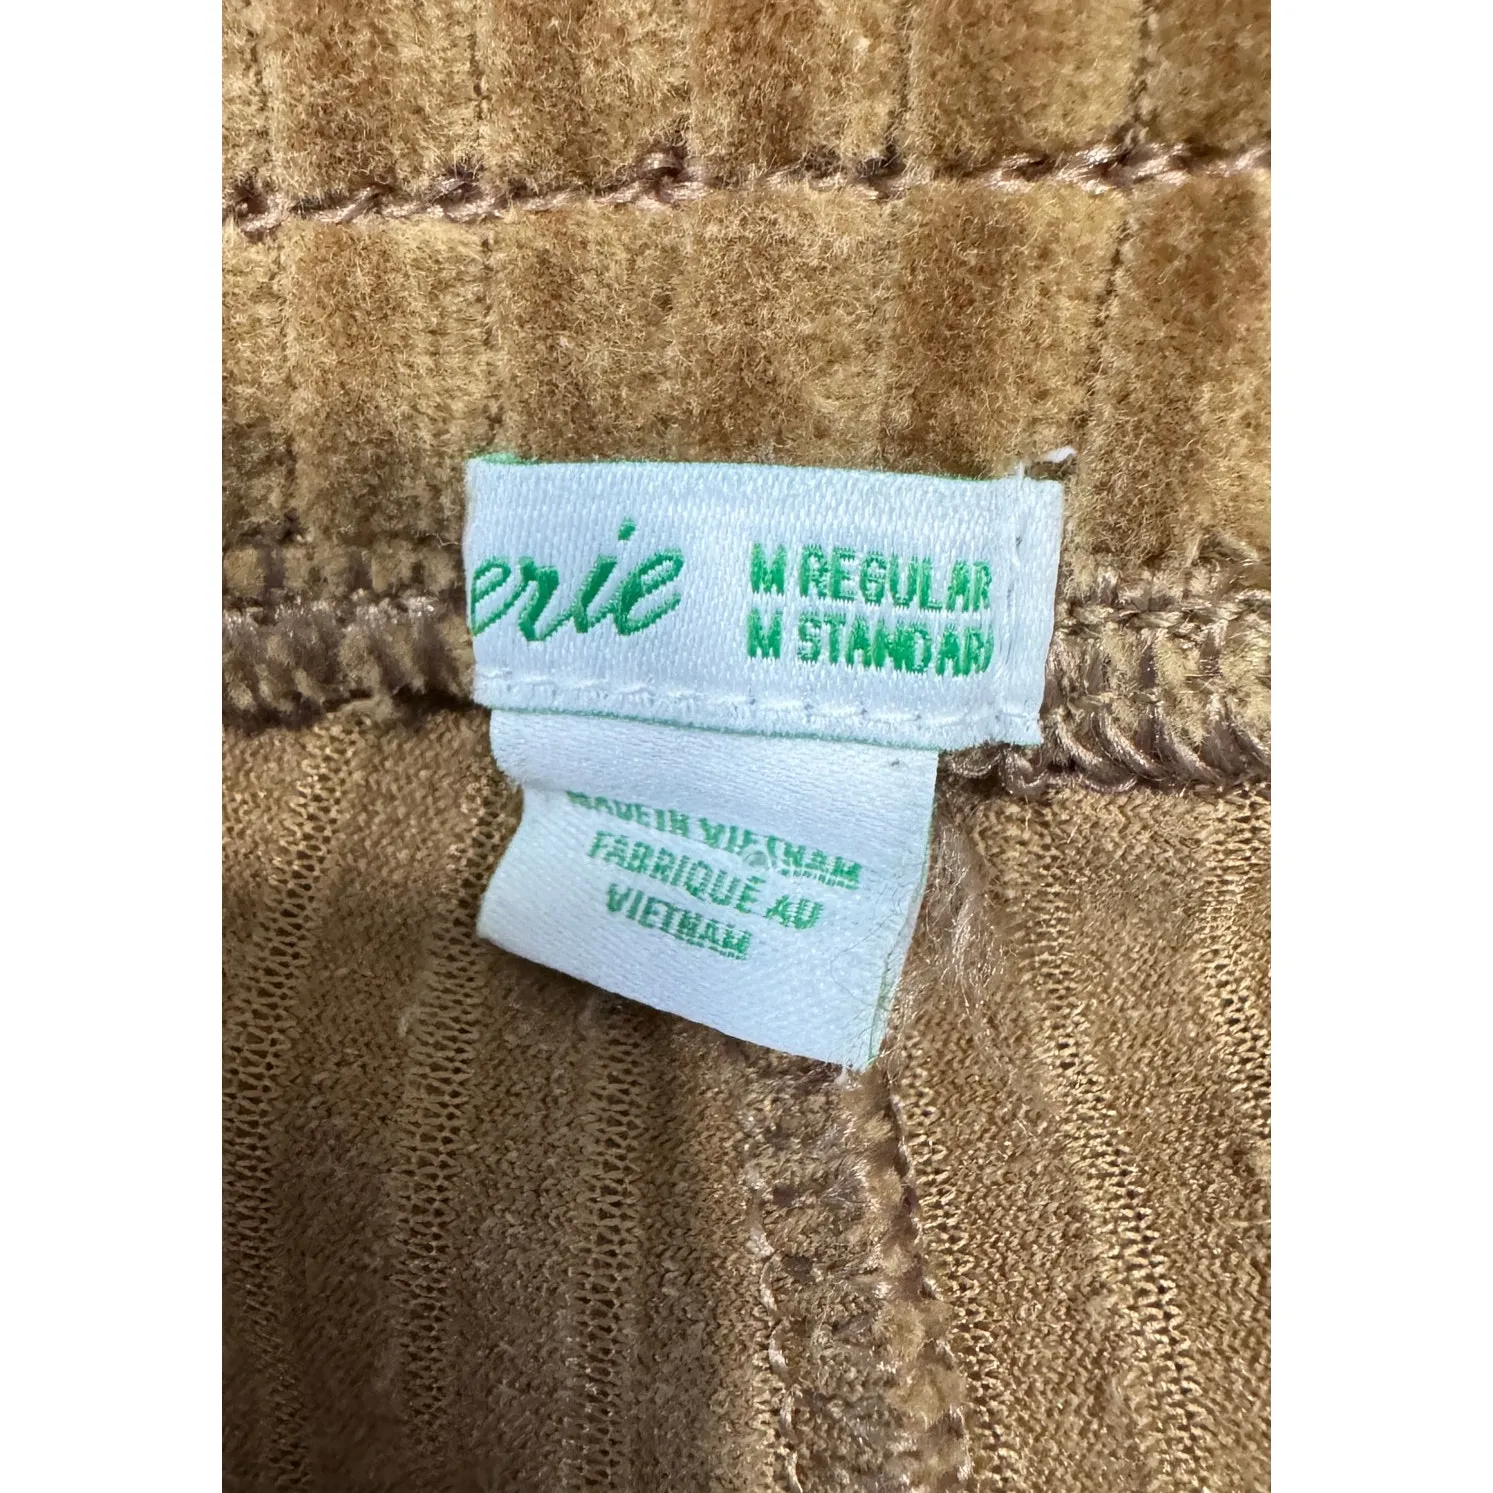 erie
M REGULAR
M STANDARD
MADE IN VIETNAM
FABRIQUÉ AU
VIETNAM